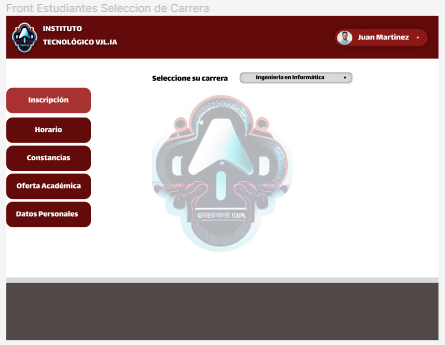 Front Estudiantes Seleccion de Carrera
INSTITUTO
TECNOLÓGICO VJL.IA
Juan Martinez
Seleccione su carrera
Ingeniería en Informática
Inscripción
Horario
Constancias
Oferta Académica
Datos Personales